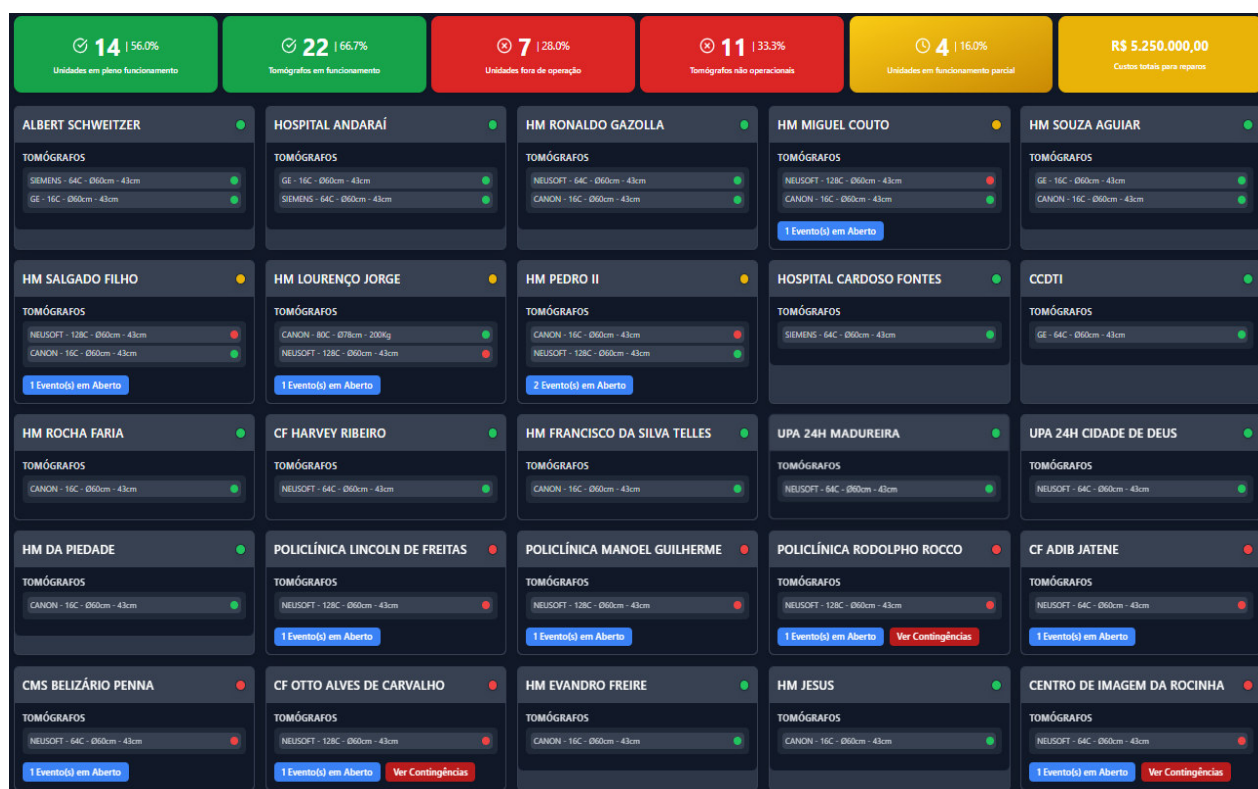 14 | 56.0%
Unidades em pleno funcionamento
22 | 66.7%
Tomógrafos em funcionamento
7 | 28.0%
Unidades fora de operação
11 | 33.3%
Tomógrafos não operacionais
4 | 16.0%
Unidades em funcionamento parcial
R$ 5.250.000,00
Custos totais para reparos
ALBERT SCHWEITZER
TOMÓGRAFOS
SIEMENS - 64C - Ø60cm - 43cm
GE - 16C - Ø60cm - 43cm
HOSPITAL ANDARAÍ
TOMÓGRAFOS
GE - 16C - Ø60cm - 43cm
SIEMENS - 64C - Ø60cm - 43cm
HM RONALDO GAZOLLA
TOMÓGRAFOS
NEUSOFT - 64C - Ø60cm - 43cm
CANON - 16C - Ø60cm - 43cm
HM MIGUEL COUTO
TOMÓGRAFOS
NEUSOFT - 128C - Ø60cm - 43cm
CANON - 16C - Ø60cm - 43cm
1 Evento(s) em Aberto
HM SOUZA AGUIAR
TOMÓGRAFOS
GE - 16C - Ø60cm - 43cm
CANON - 16C - Ø60cm - 43cm
HM SALGADO FILHO
TOMÓGRAFOS
NEUSOFT - 128C - Ø60cm - 43cm
CANON - 16C - Ø60cm - 43cm
1 Evento(s) em Aberto
HM LOURENÇO JORGE
TOMÓGRAFOS
CANON - 80C - Ø78cm - 200Kg
NEUSOFT - 128C - Ø60cm - 43cm
1 Evento(s) em Aberto
HM PEDRO II
TOMÓGRAFOS
CANON - 16C - Ø60cm - 43cm
NEUSOFT - 128C - Ø60cm - 43cm
2 Evento(s) em Aberto
HOSPITAL CARDOSO FONTES
TOMÓGRAFOS
SIEMENS - 64C - Ø60cm - 43cm
CCDTI
TOMÓGRAFOS
GE - 64C - Ø60cm - 43cm
HM ROCHA FARIA
TOMÓGRAFOS
CANON - 16C - Ø60cm - 43cm
CF HARVEY RIBEIRO
TOMÓGRAFOS
NEUSOFT - 64C - Ø60cm - 43cm
HM FRANCISCO DA SILVA TELLES
TOMÓGRAFOS
CANON - 16C - Ø60cm - 43cm
UPA 24H MADUREIRA
TOMÓGRAFOS
NEUSOFT - 64C - Ø60cm - 43cm
UPA 24H CIDADE DE DEUS
TOMÓGRAFOS
NEUSOFT - 64C - Ø60cm - 43cm
HM DA PIEDADE
TOMÓGRAFOS
CANON - 16C - Ø60cm - 43cm
POLICLÍNICA LINCOLN DE FREITAS
TOMÓGRAFOS
NEUSOFT - 128C - Ø60cm - 43cm
1 Evento(s) em Aberto
POLICLÍNICA MANOEL GUILHERME
TOMÓGRAFOS
NEUSOFT - 128C - Ø60cm - 43cm
1 Evento(s) em Aberto
POLICLÍNICA RODOLPHO ROCCO
TOMÓGRAFOS
NEUSOFT - 128C - Ø60cm - 43cm
1 Evento(s) em Aberto
Ver Contingências
CF ADIB JATENE
TOMÓGRAFOS
NEUSOFT - 64C - Ø60cm - 43cm
1 Evento(s) em Aberto
CMS BELIZÁRIO PENNA
TOMÓGRAFOS
NEUSOFT - 64C - Ø60cm - 43cm
1 Evento(s) em Aberto
CF OTTO ALVES DE CARVALHO
TOMÓGRAFOS
NEUSOFT - 128C - Ø60cm - 43cm
1 Evento(s) em Aberto
Ver Contingências
HM EVANDRO FREIRE
TOMÓGRAFOS
CANON - 16C - Ø60cm - 43cm
HM JESUS
TOMÓGRAFOS
CANON - 16C - Ø60cm - 43cm
CENTRO DE IMAGEM DA ROCINHA
TOMÓGRAFOS
NEUSOFT - 64C - Ø60cm - 43cm
1 Evento(s) em Aberto
Ver Contingências